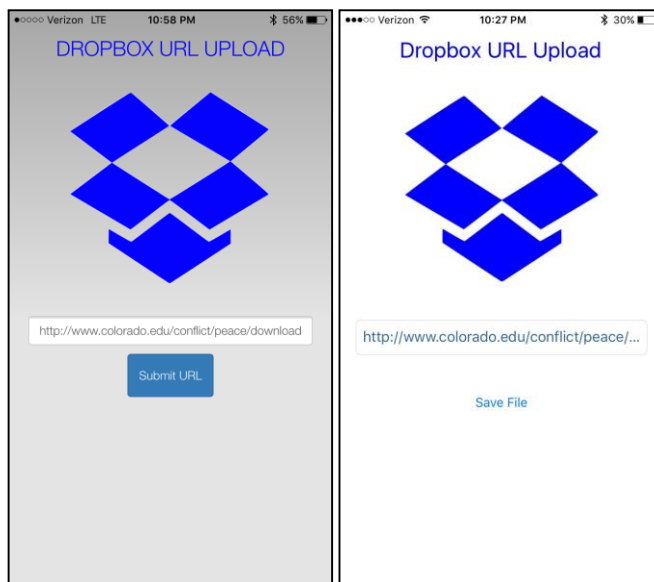 Verizon LTE 10:58 PM 56%
DROPBOX URL UPLOAD
http://www.colorado.edu/conflict/peace/download
Submit URL
Verizon 10:27 PM 30%
Dropbox URL Upload
http://www.colorado.edu/conflict/peace/...
Save File